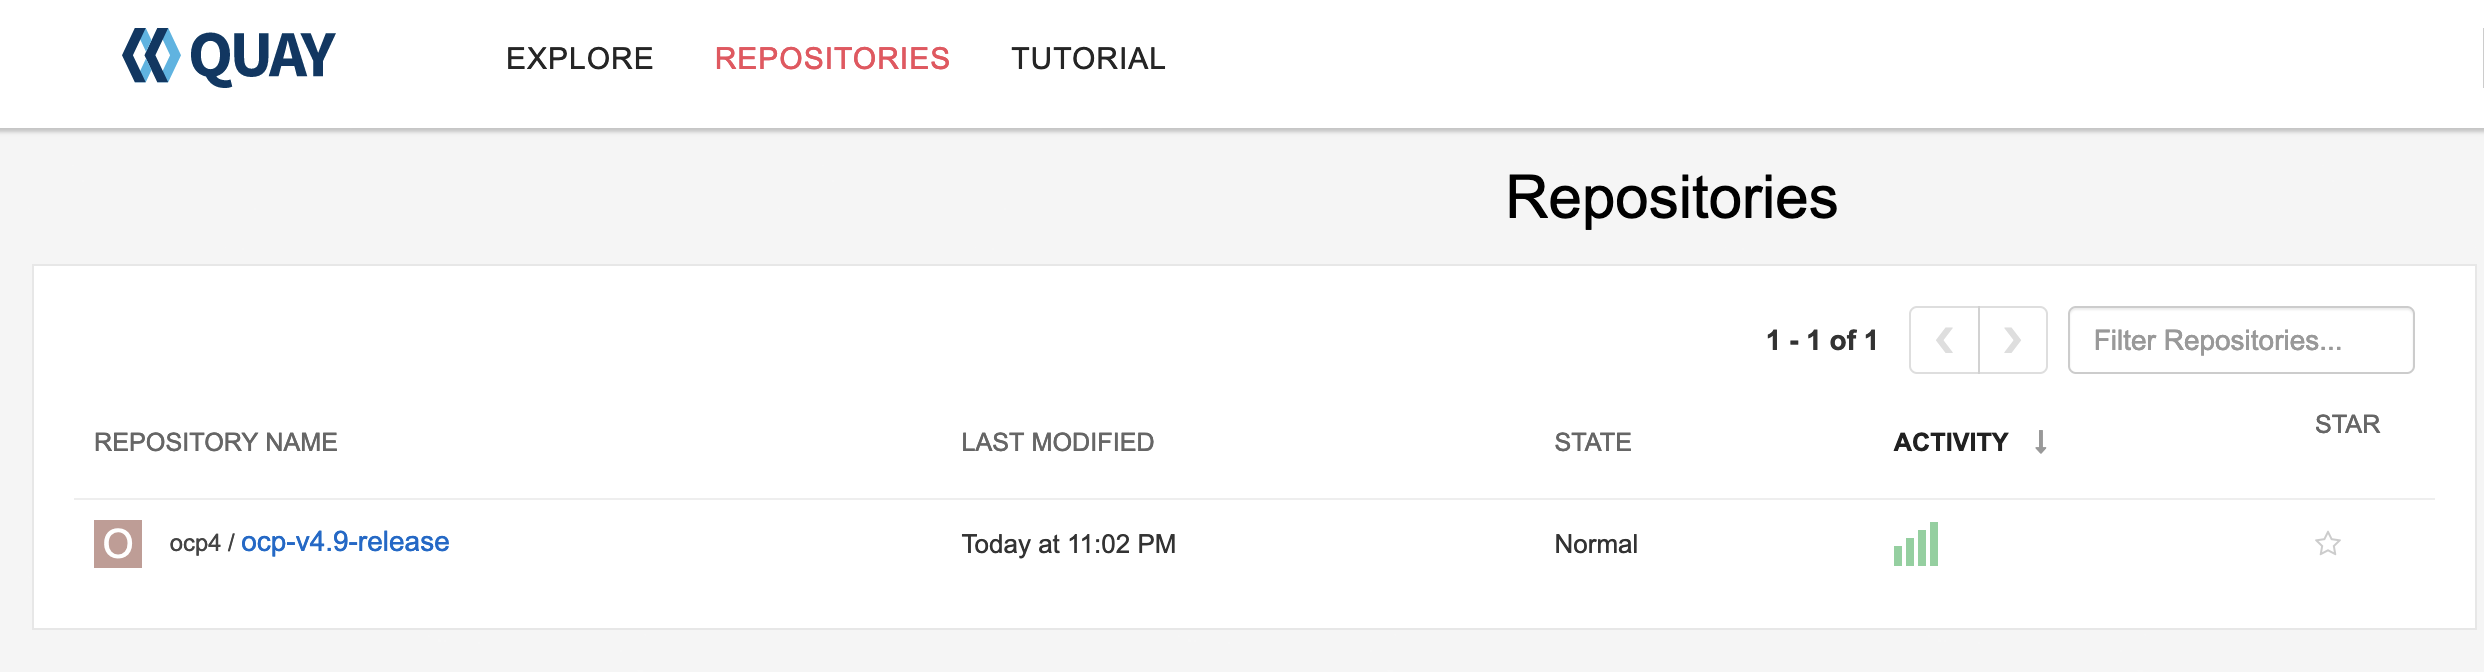 QUAY EXPLORE REPOSITORIES TUTORIAL
Repositories
1 - 1 of 1 Filter Repositories...
REPOSITORY NAME LAST MODIFIED STATE ACTIVITY STAR
O ocp4 / ocp-v4.9-release Today at 11:02 PM Normal